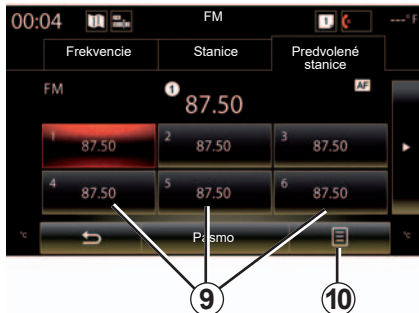 00:04 FM 1 ---°F
Frekvencie Stanice Predvolené stanice
FM 1 87.50 AF
1 87.50 2 87.50 3 87.50
4 87.50 5 87.50 6 87.50
°C Pásmo °C
9 10